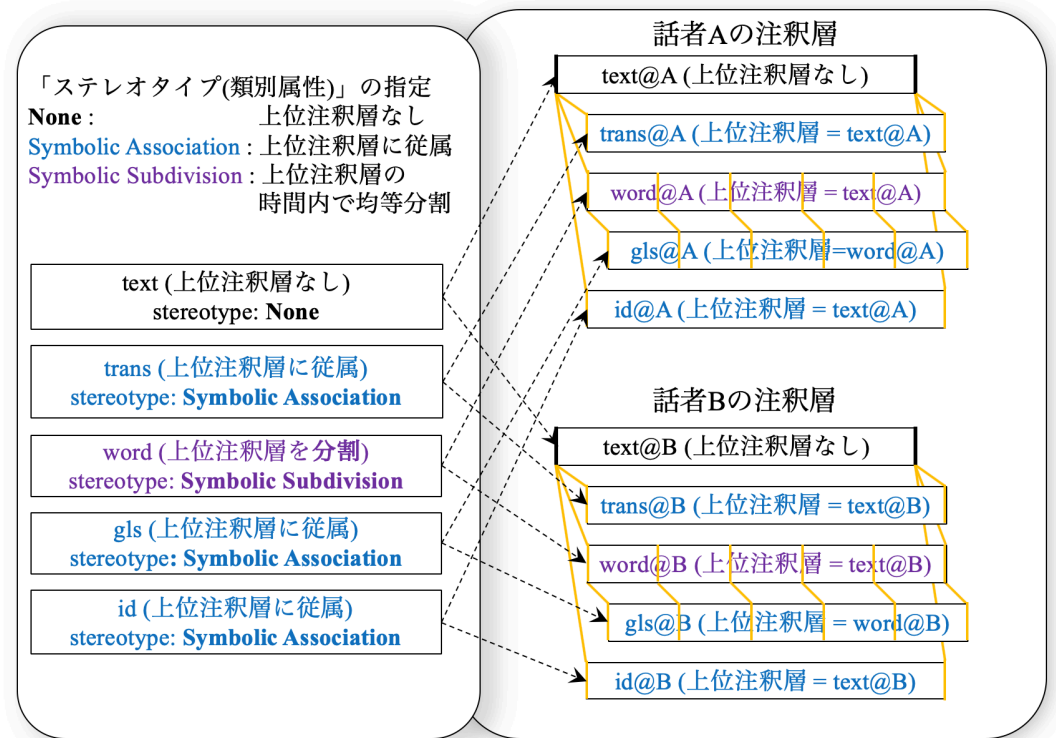 「ステレオタイプ(類別属性)」の指定
None : 上位注釈層なし
Symbolic Association : 上位注釈層に従属
Symbolic Subdivision : 上位注釈層の
時間内で均等分割
text (上位注釈層なし)
stereotype: None
trans (上位注釈層に従属)
stereotype: Symbolic Association
word (上位注釈層を分割)
stereotype: Symbolic Subdivision
gls (上位注釈層に従属)
stereotype: Symbolic Association
id (上位注釈層に従属)
stereotype: Symbolic Association
話者Aの注釈層
text@A (上位注釈層なし)
trans@A (上位注釈層 = text@A)
word@A (上位注釈層 = text@A)
gls@A (上位注釈層=word@A)
id@A (上位注釈層 = text@A)
話者Bの注釈層
text@B (上位注釈層なし)
trans@B (上位注釈層 = text@B)
word@B (上位注釈層 = text@B)
gls@B (上位注釈層 = word@B)
id@B (上位注釈層 = text@B)